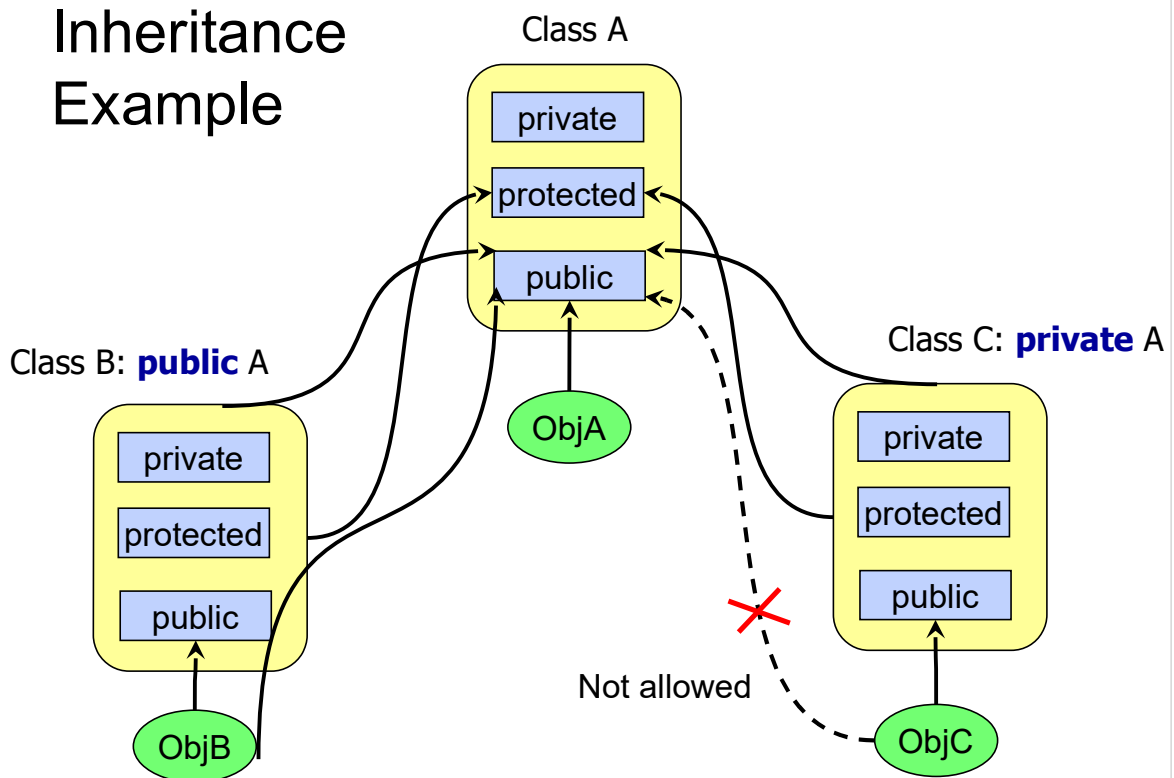 Inheritance
Example
Class A
private
protected
public
ObjA
Class B: public A
private
protected
public
ObjB
Class C: private A
private
protected
public
Not allowed
ObjC